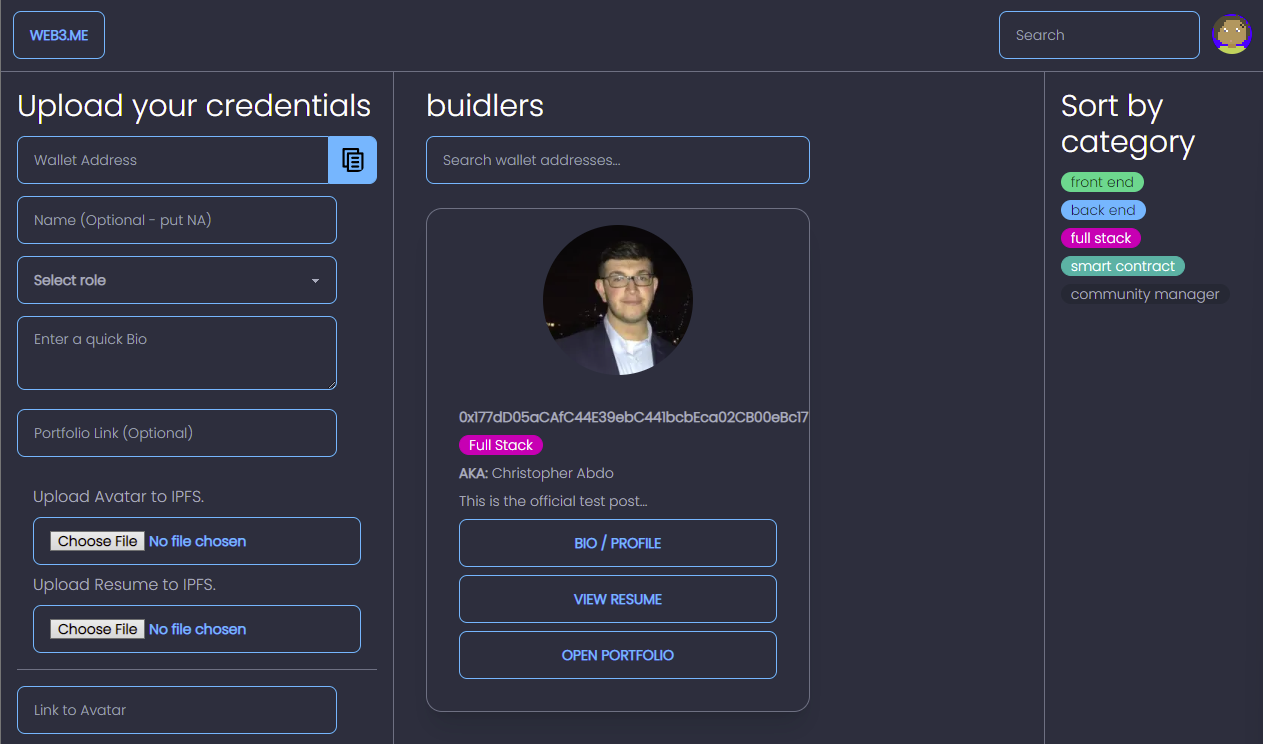 WEB3.ME
Search
Upload your credentials
Wallet Address
Name (Optional - put NA)
Select role
Enter a quick Bio
Portfolio Link (Optional)
Upload Avatar to IPFS.
Choose File No file chosen
Upload Resume to IPFS.
Choose File No file chosen
Link to Avatar
buidlers
Search wallet addresses...
0x177dD05aCAfC44E39ebC441bcbEca02CB00eBc17
Full Stack
AKA: Christopher Abdo
This is the official test post...
BIO / PROFILE
VIEW RESUME
OPEN PORTFOLIO
Sort by
category
front end
back end
full stack
smart contract
community manager